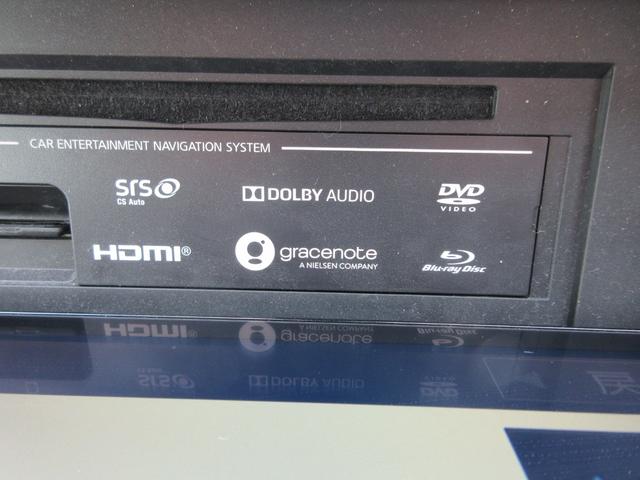 CAR ENTERTAINMENT NAVIGATION SYSTEM
SRS
CS Auto
DOLBY AUDIO
DVD
VIDEO
HDMI®
gracenote
A NIELSEN COMPANY
Blu-ray Disc